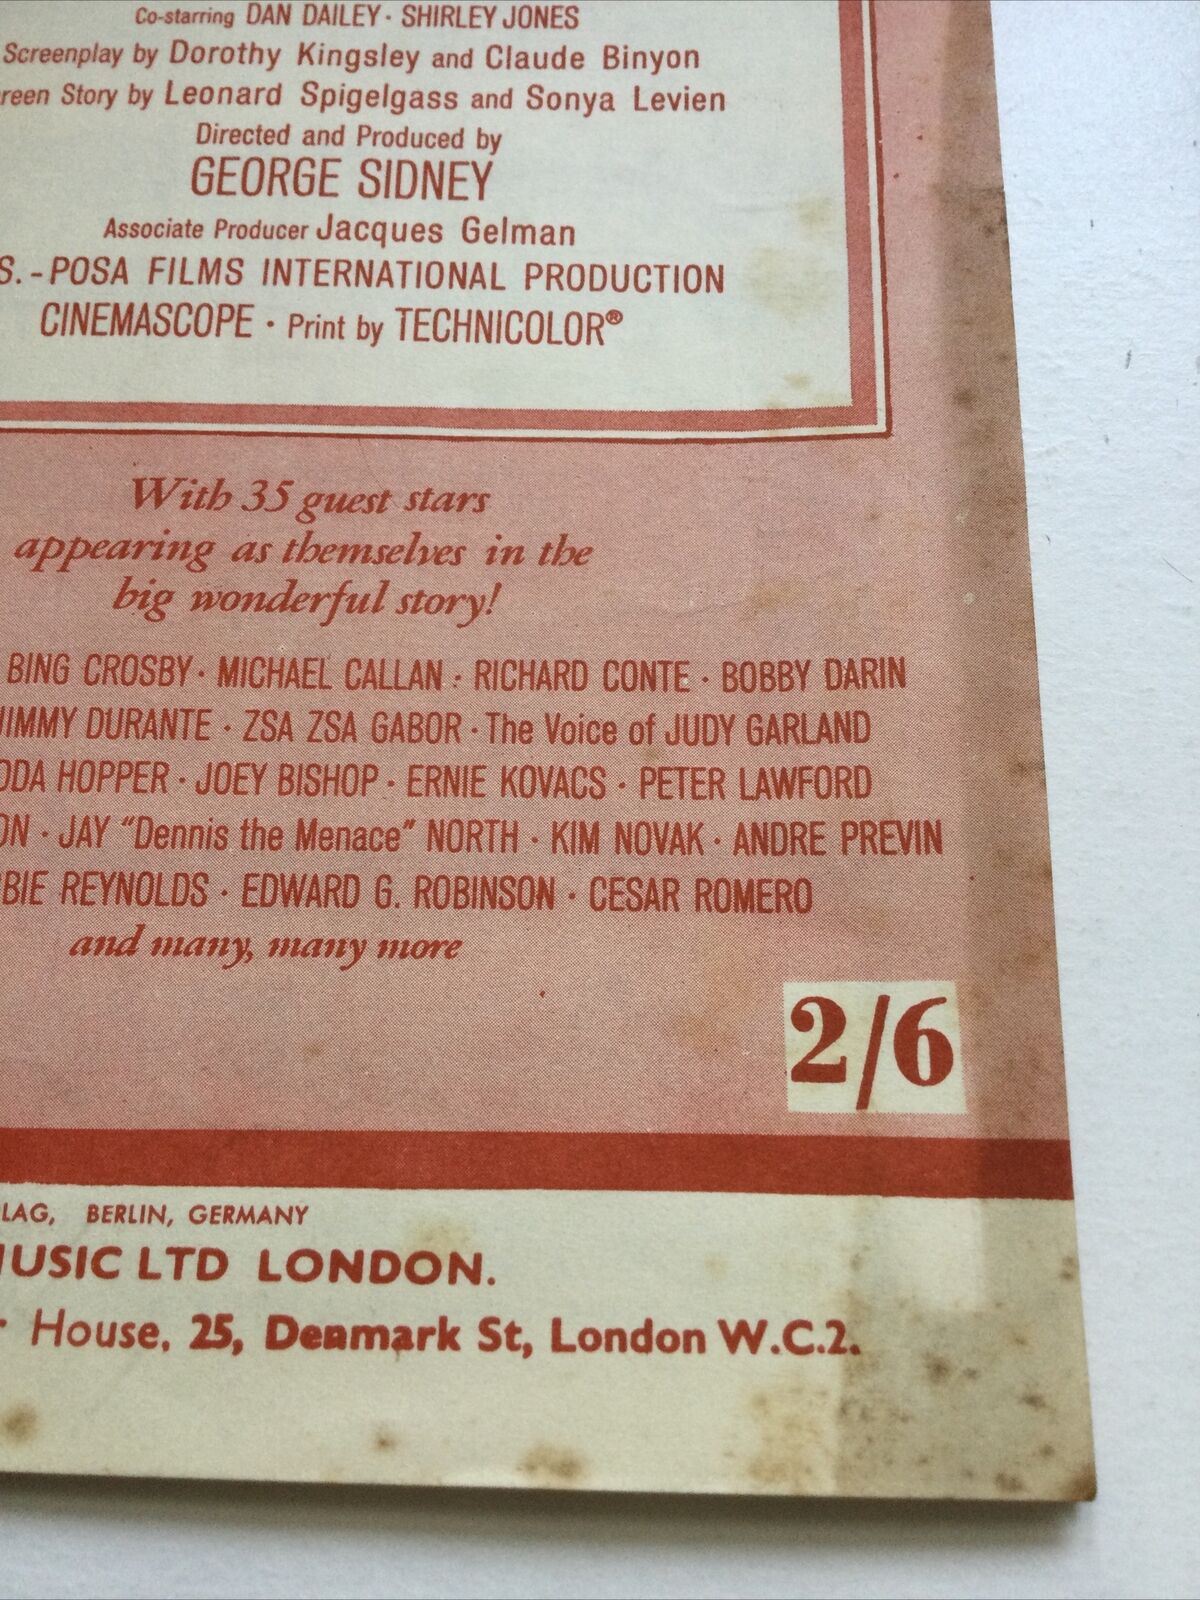 Co-starring DAN DAILEY · SHIRLEY JONES
Screenplay by Dorothy Kingsley and Claude Binyon
reen Story by Leonard Spigelgass and Sonya Levien
Directed and Produced by
GEORGE SIDNEY
Associate Producer Jacques Gelman
S.-POSA FILMS INTERNATIONAL PRODUCTION
CINEMASCOPE · Print by TECHNICOLOR®
With 35 guest stars
appearing as themselves in the
big wonderful story!
BING CROSBY · MICHAEL CALLAN · RICHARD CONTE · BOBBY DARIN
JIMMY DURANTE · ZSA ZSA GABOR · The Voice of JUDY GARLAND
DDA HOPPER · JOEY BISHOP · ERNIE KOVACS · PETER LAWFORD
ON · JAY "Dennis the Menace" NORTH · KIM NOVAK · ANDRE PREVIN
BIE REYNOLDS · EDWARD G. ROBINSON · CESAR ROMERO
and many, many more
2/6
LAG, BERLIN, GERMANY
MUSIC LTD LONDON.
House, 25, Denmark St, London W.C.2.